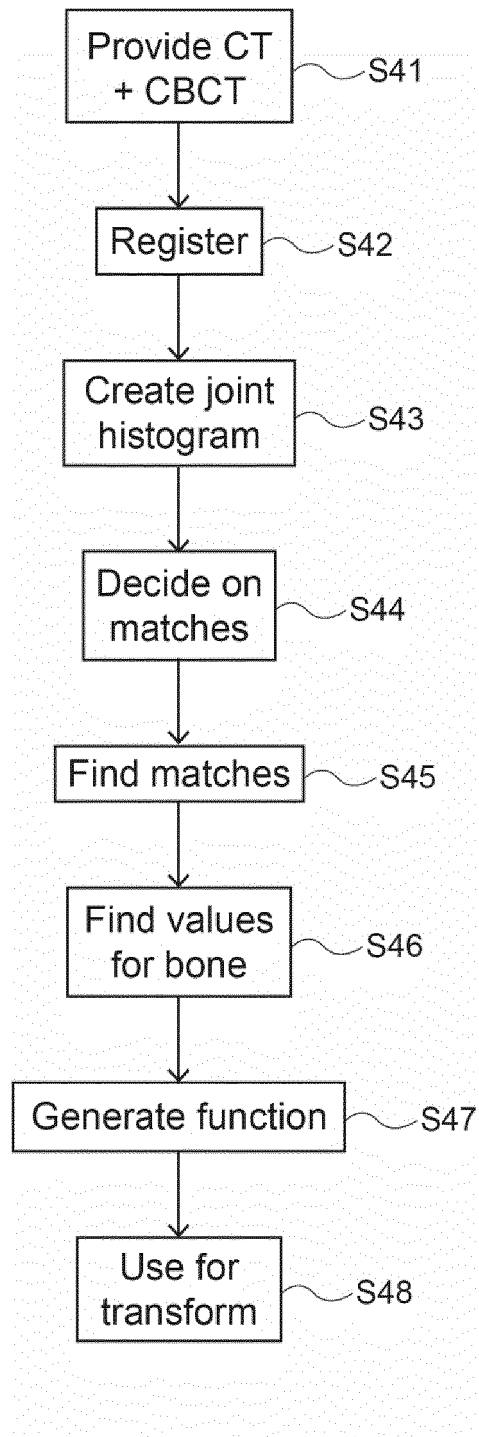 Provide CT
+ CBCT
S41
Register
S42
Create joint
histogram
S43
Decide on
matches
S44
Find matches
S45
Find values
for bone
S46
Generate function
S47
Use for
transform
S48